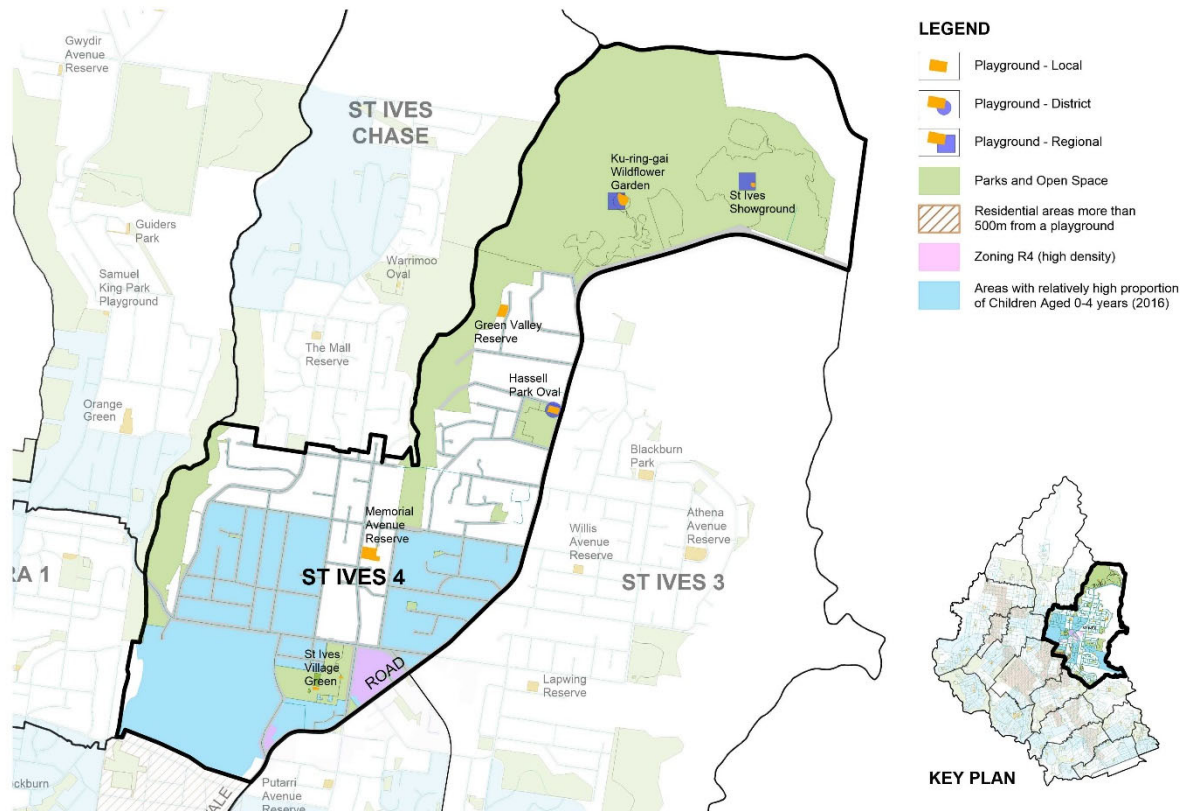 Gwydir
Avenue
Reserve
ST IVES
CHASE
Guiders
Park
Samuel
King Park
Playground
Warrimoo
Oval
The Mall
Reserve
Orange
Green
Ku-ring-gai
Wildflower
Garden
St Ives
Showground
Green Valley
Reserve
Hassell
Park Oval
Blackburn
Park
Memorial
Avenue
Reserve
Willis
Avenue
Reserve
Athena
Avenue
Reserve
RA 1
ST IVES 4
ST IVES 3
St Ives
Village
Green
ROAD
Lapwing
Reserve
ckburn
Putarri
Avenue
Reserve
LEGEND
Playground - Local
Playground - District
Playground - Regional
Parks and Open Space
Residential areas more than
500m from a playground
Zoning R4 (high density)
Areas with relatively high proportion
of Children Aged 0-4 years (2016)
KEY PLAN